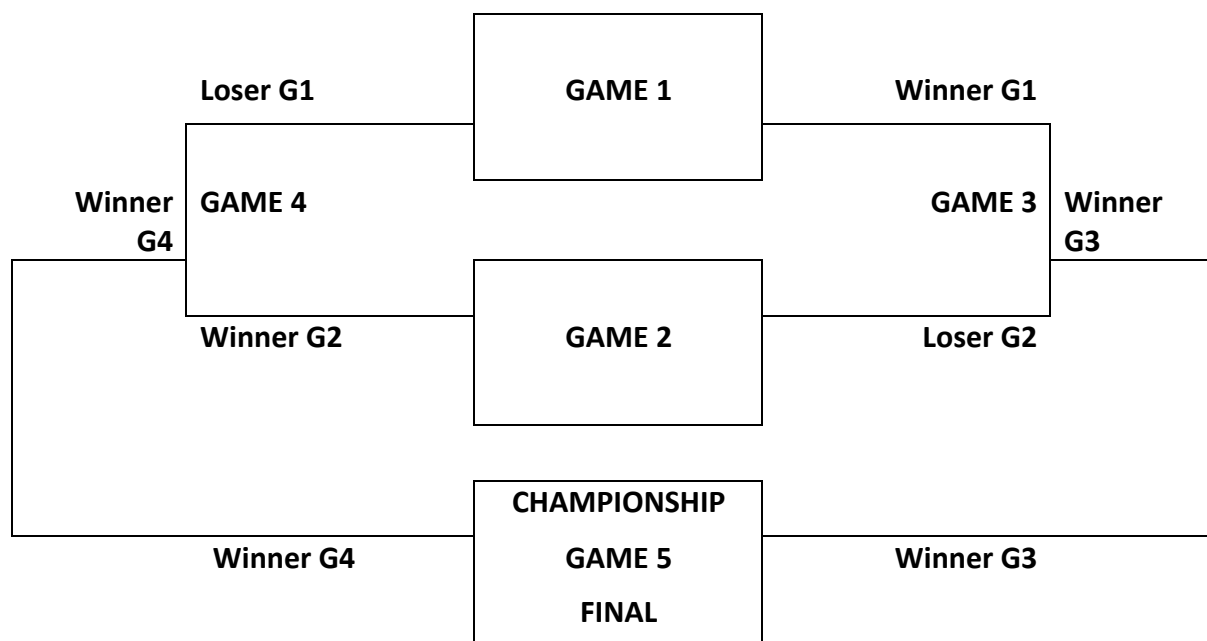 Loser G1 GAME 1 Winner G1
Winner GAME 4 GAME 3 Winner
G4 G3
Winner G2 GAME 2 Loser G2
CHAMPIONSHIP
Winner G4 GAME 5 Winner G3
FINAL